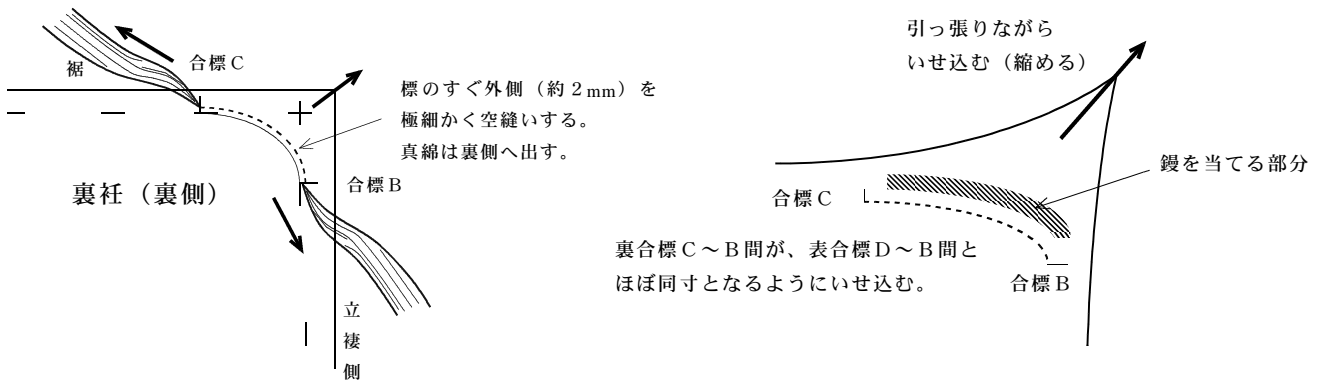 裾
合標C
標のすぐ外側（約２mm）を
極細かく空縫いする。
真綿は裏側へ出す。
裏衽（裏側）
合標B
立褄側
引っ張りながら
いせ込む（縮める）
鏝を当てる部分
合標C
裏合標C～B間が、表合標D～B間と
ほぼ同寸となるようにいせ込む。
合標B